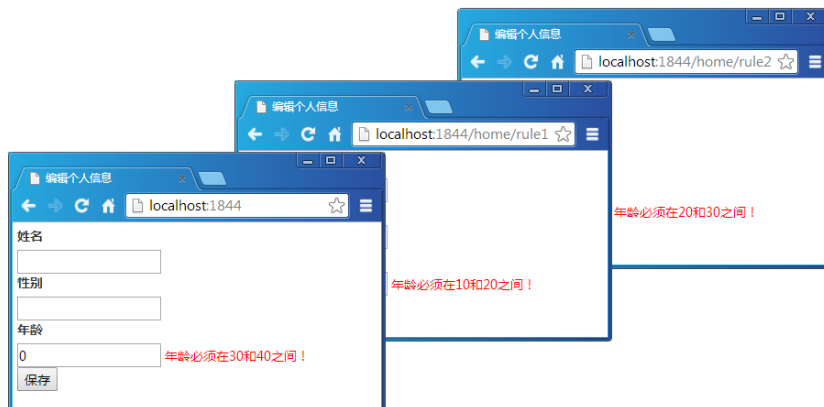 编辑个人信息
localhost:1844/home/rule2
年龄必须在20和30之间！
编辑个人信息
localhost:1844/home/rule1
年龄必须在10和20之间！
编辑个人信息
localhost:1844
姓名
性别
年龄
0 年龄必须在30和40之间！
保存